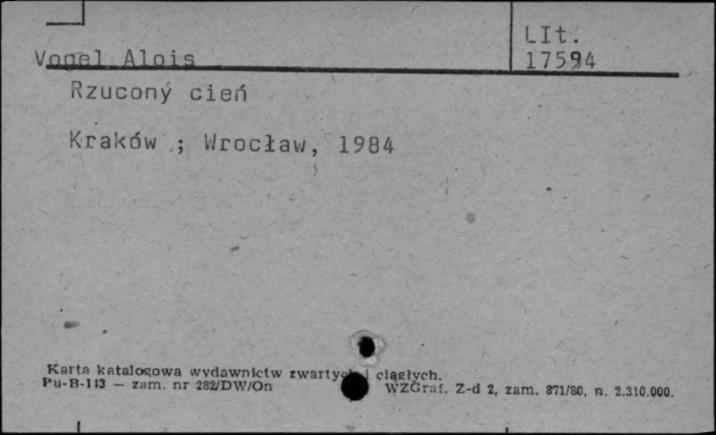 LIt.
Vogel Alois 17594
Rzucony cień
Kraków ; Wrocław, 1984
Karta katalogowa wydawnictw zwartych i ciągłych.
Pu-B-113 — zam. nr 282/DW/On WZGraf. Z-d 2, zam. 871/80, n. 2.310.000.